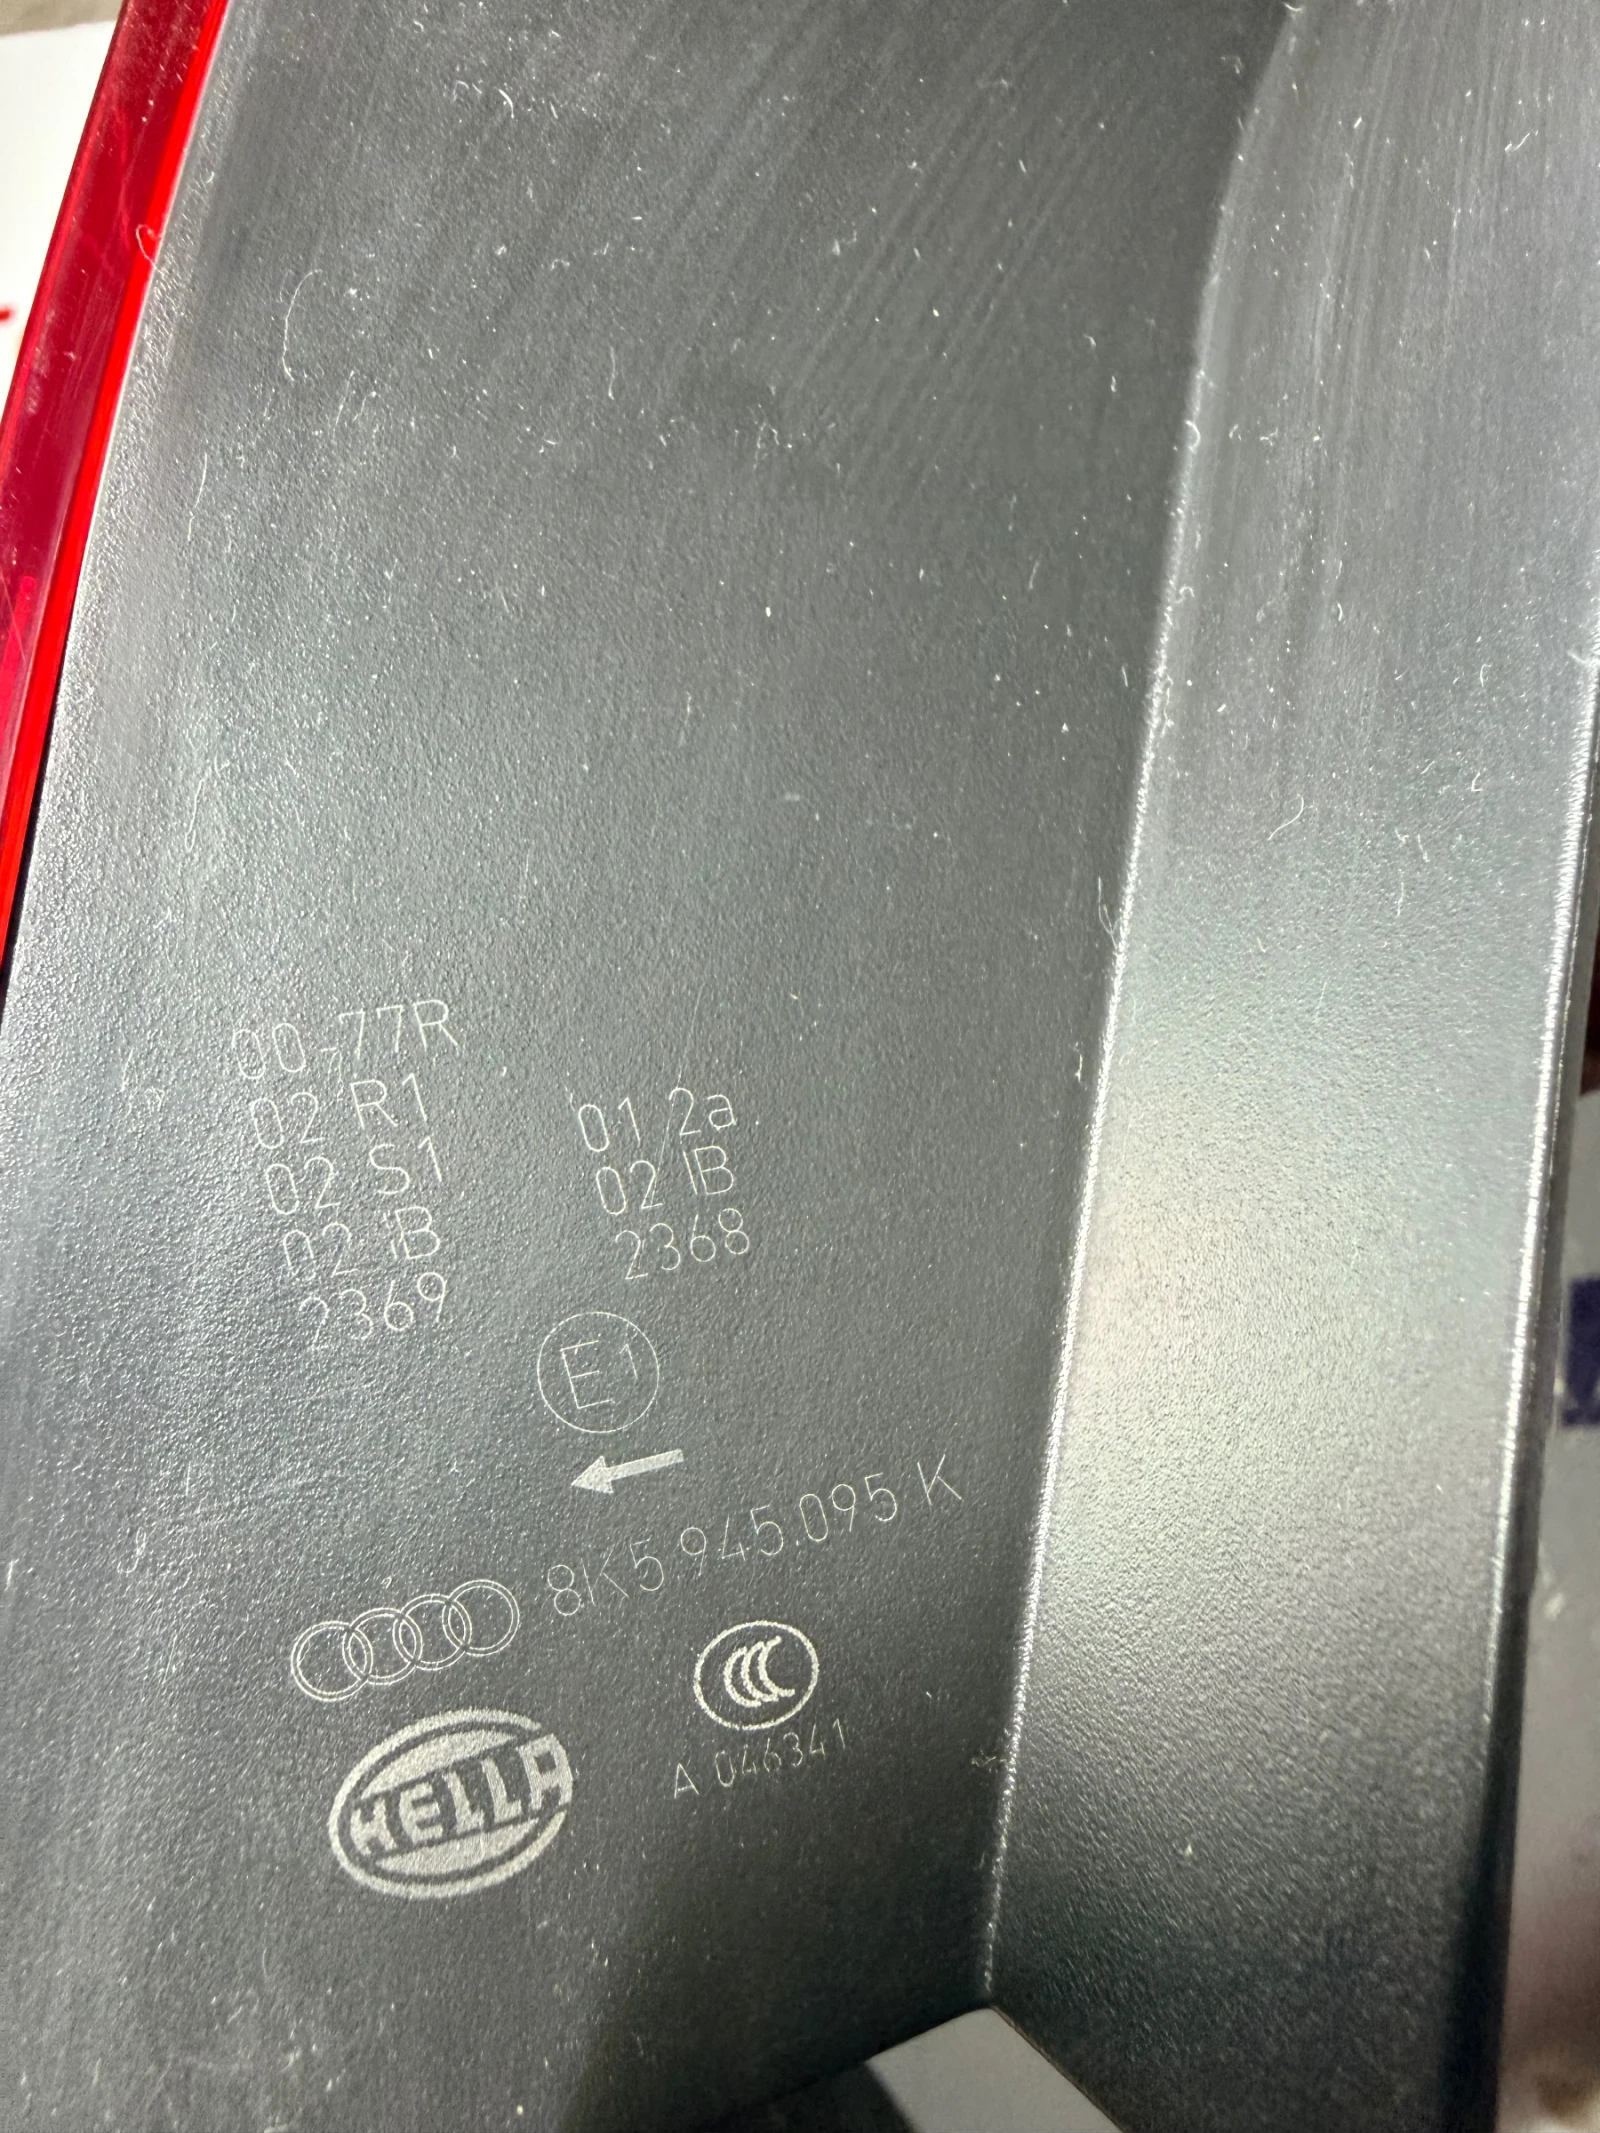 00-77R
02 R1
02 S1
02 IB
2369
01 2a
02 IB
2368
E1
8K5.945.095 K
CCC
A 046341
HELLA